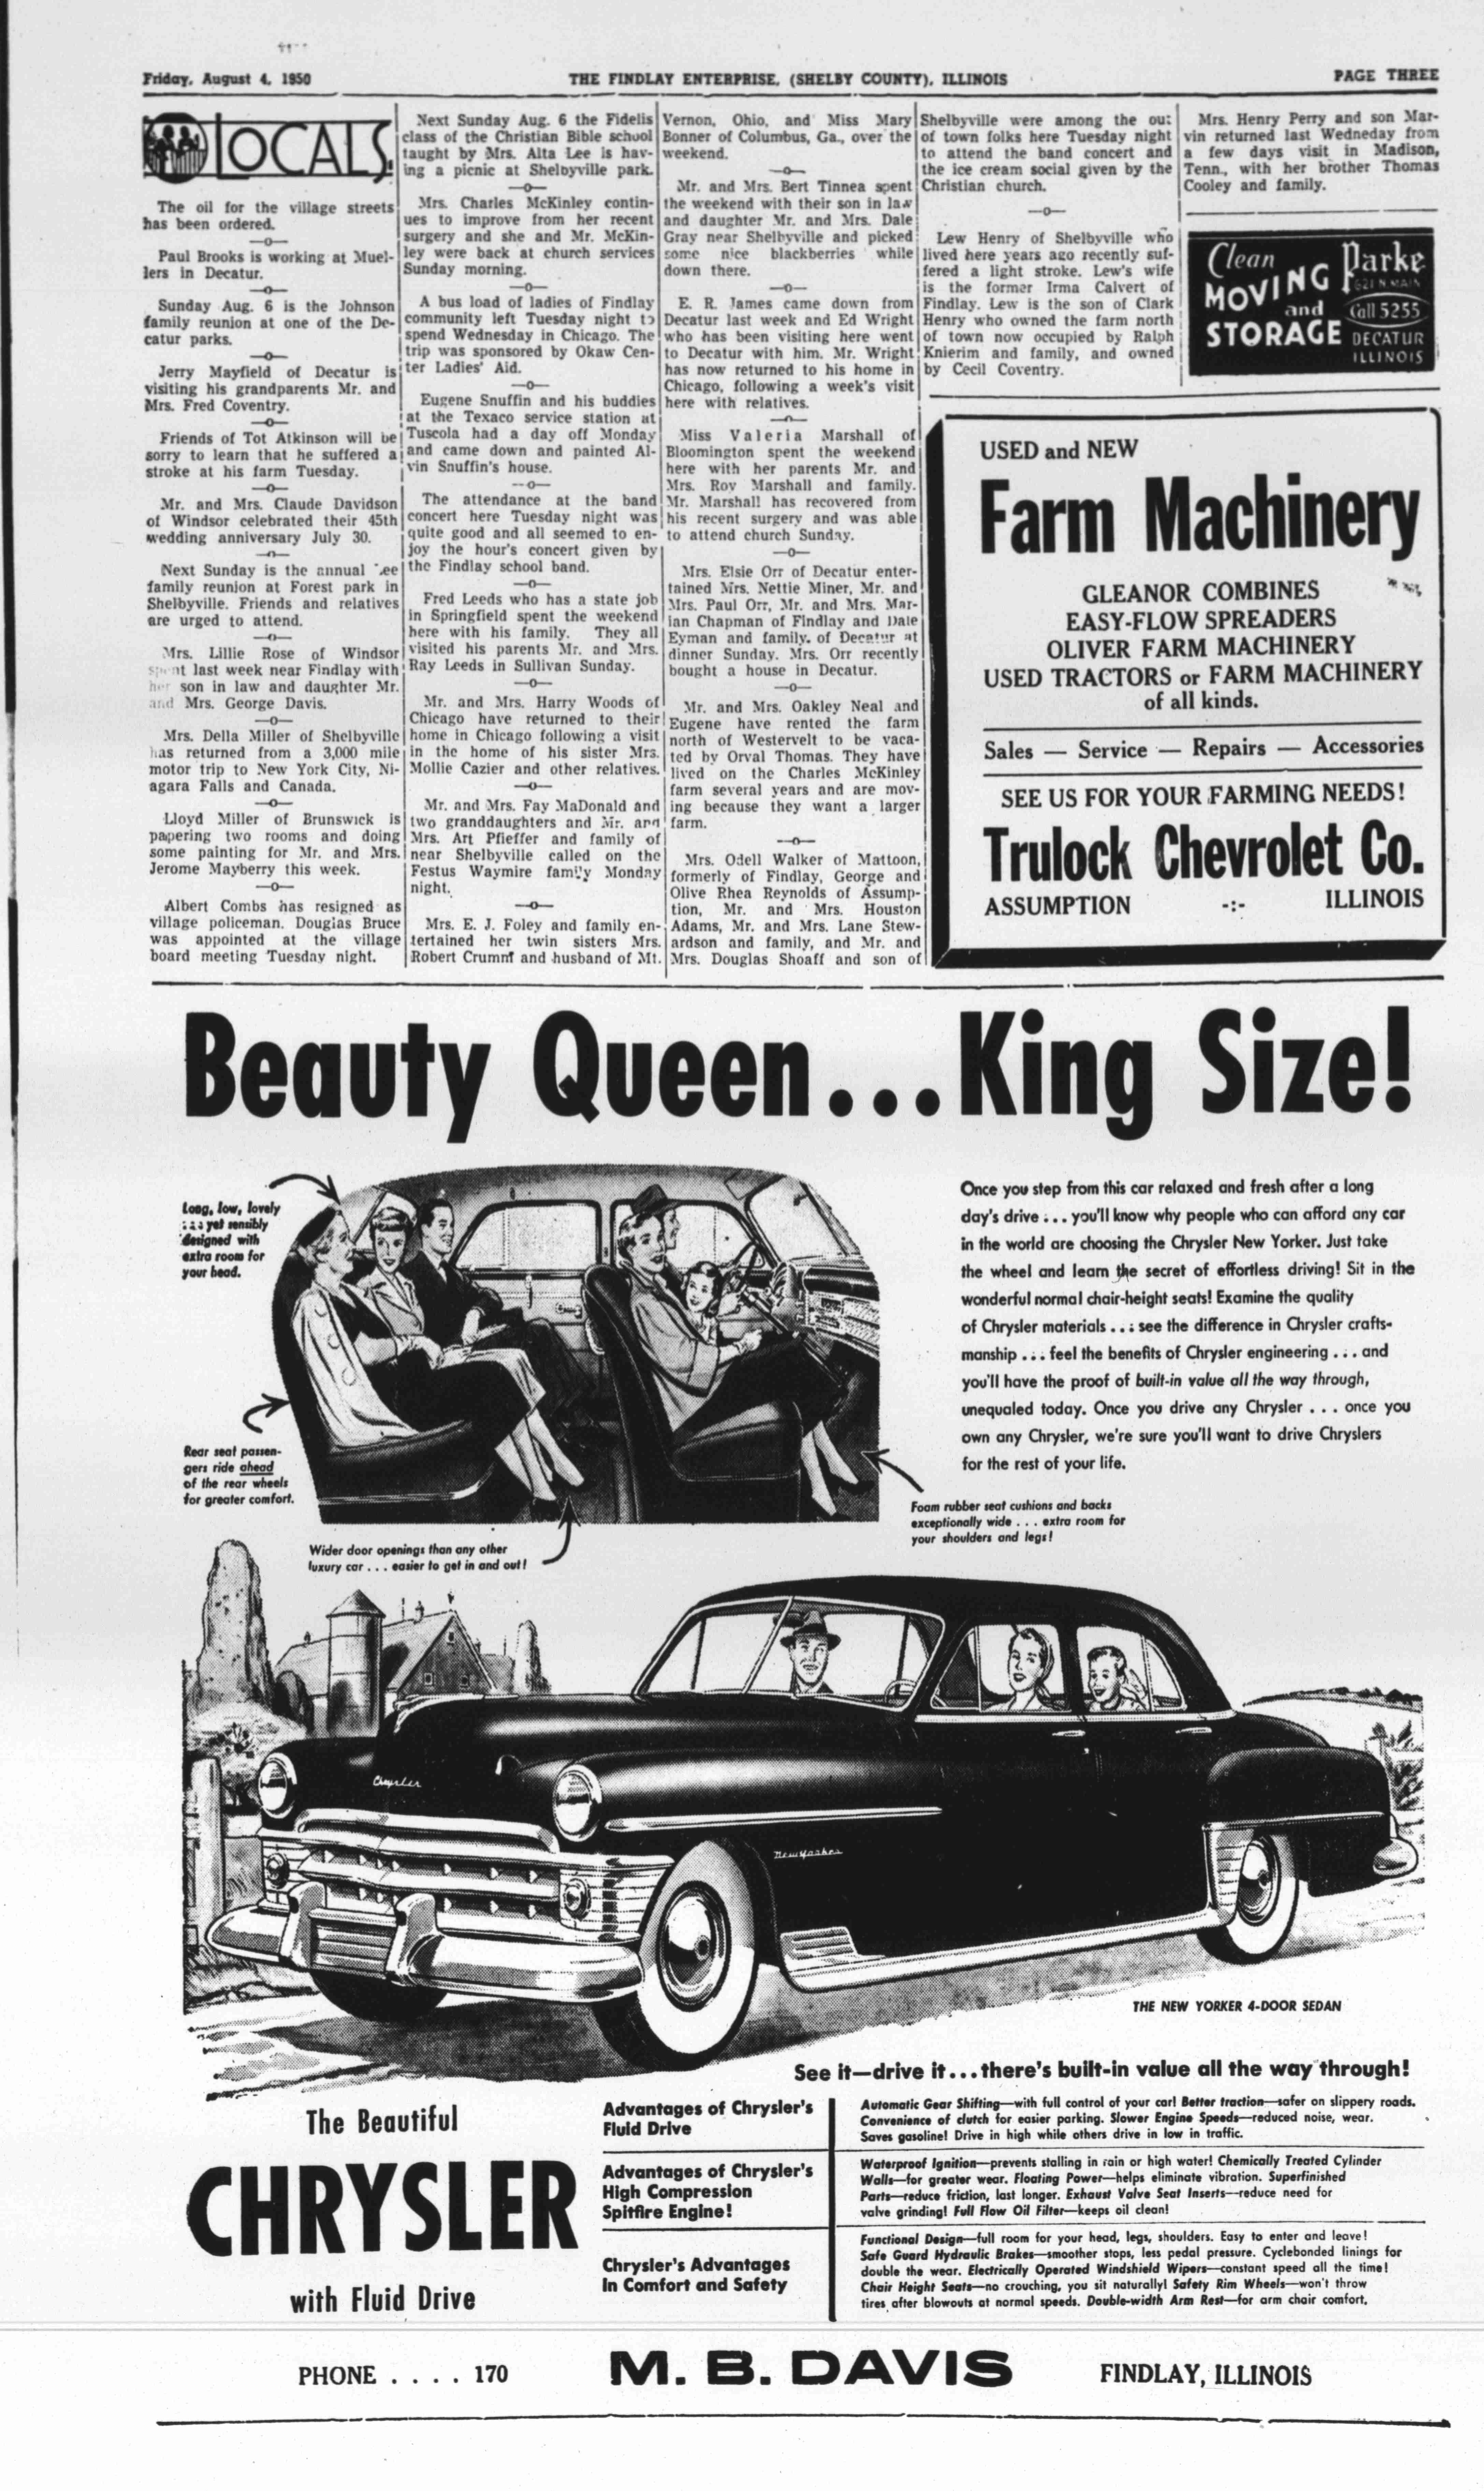 Friday, August 4, 1950
THE FINDLAY ENTERPRISE, (SHELBY COUNTY), ILLINOIS
PAGE THREE
LOCALS
The oil for the village streets
has been ordered.
—o—
Paul Brooks is working at Muel-
lers in Decatur.
—o—
Sunday Aug. 6 is the Johnson
family reunion at one of the De-
catur parks.
—o—
Jerry Mayfield of Decatur is
visiting his grandparents Mr. and
Mrs. Fred Coventry.
—o—
Friends of Tot Atkinson will be
sorry to learn that he suffered a
stroke at his farm Tuesday.
—o—
Mr. and Mrs. Claude Davidson
of Windsor celebrated their 45th
wedding anniversary July 30.
—o—
Next Sunday is the annual
family reunion at Forest park in
Shelbyville. Friends and relatives
are urged to attend.
—o—
Mrs. Lillie Rose of Windsor
spent last week near Findlay with
her son in law and daughter Mr.
and Mrs. George Davis.
—o—
Mrs. Della Miller of Shelbyville
has returned from a 3,000 mile
motor trip to New York City, Ni-
agara Falls and Canada.
—o—
Lloyd Miller of Brunswick is
papering two rooms and doing
some painting for Mr. and Mrs.
Jerome Mayberry this week.
—o—
Albert Combs has resigned as
village policeman. Douglas Bruce
was appointed at the village
board meeting Tuesday night.
Next Sunday Aug. 6 the Fidelis
class of the Christian Bible school
taught by Mrs. Alta Lee is hav-
ing a picnic at Shelbyville park.
—o—
Mrs. Charles McKinley contin-
ues to improve from her recent
surgery and she and Mr. McKin-
ley were back at church services
Sunday morning.
—o—
A bus load of ladies of Findlay
community left Tuesday night to
spend Wednesday in Chicago. The
trip was sponsored by Okaw Cen-
ter Ladies' Aid.
—o—
Eugene Snuffin and his buddies
at the Texaco service station at
Tuscola had a day off Monday
and came down and painted Al-
vin Snuffin's house.
—o—
The attendance at the band
concert here Tuesday night was
quite good and all seemed to en-
joy the hour's concert given by
the Findlay school band.
—o—
Fred Leeds who has a state job
in Springfield spent the weekend
here with his family. They all
visited his parents Mr. and Mrs.
Ray Leeds in Sullivan Sunday.
—o—
Mr. and Mrs. Harry Woods of
Chicago have returned to their
home in Chicago following a visit
in the home of his sister Mrs.
Mollie Cazier and other relatives.
—o—
Mr. and Mrs. Fay MaDonald and
two granddaughters and Mr. and
Mrs. Art Pfieffer and family of
near Shelbyville called on the
Festus Waymire family Monday
night.
—o—
Mrs. E. J. Foley and family en-
tertained her twin sisters Mrs.
Robert Crumm and husband of Mt.
Vernon, Ohio, and Miss Mary
Bonner of Columbus, Ga., over the
weekend.
—o—
Mr. and Mrs. Bert Tinnea spent
the weekend with their son in law
and daughter Mr. and Mrs. Dale
Gray near Shelbyville and picked
some nice blackberries while
down there.
—o—
E. R. James came down from
Decatur last week and Ed Wright
who has been visiting here went
to Decatur with him. Mr. Wright
has now returned to his home in
Chicago, following a week's visit
here with relatives.
—o—
Miss Valeria Marshall of
Bloomington spent the weekend
here with her parents Mr. and
Mrs. Roy Marshall and family.
Mr. Marshall has recovered from
his recent surgery and was able
to attend church Sunday.
—o—
Mrs. Elsie Orr of Decatur enter-
tained Mrs. Nettie Miner, Mr. and
Mrs. Paul Orr, Mr. and Mrs. Mar-
ian Chapman of Findlay and Dale
Eyman and family, of Decatur at
dinner Sunday. Mrs. Orr recently
bought a house in Decatur.
—o—
Mr. and Mrs. Oakley Neal and
Eugene have rented the farm
north of Westervelt to be vaca-
ted by Orval Thomas. They have
lived on the Charles McKinley
farm several years and are mov-
ing because they want a larger
farm.
—o—
Mrs. Odell Walker of Mattoon,
formerly of Findlay, George and
Olive Rhea Reynolds of Assump-
tion, Mr. and Mrs. Houston
Adams, Mr. and Mrs. Lane Stew-
ardson and family, and Mr. and
Mrs. Douglas Shoaff and son of
Shelbyville were among the out
of town folks here Tuesday night
to attend the band concert and
the ice cream social given by the
Christian church.
—o—
Lew Henry of Shelbyville who
lived here years ago recently suf-
fered a light stroke. Lew's wife
is the former Irma Calvert of
Findlay. Lew is the son of Clark
Henry who owned the farm north
of town now occupied by Ralph
Knierim and family, and owned
by Cecil Coventry.
Mrs. Henry Perry and son Mar-
vin returned last Wedneday from
a few days visit in Madison,
Tenn., with her brother Thomas
Cooley and family.
Clean
MOVING
and
STORAGE
Parke
621 N. MAIN
Call 5255
DECATUR
ILLINOIS
USED and NEW
Farm Machinery
GLEANOR COMBINES
EASY-FLOW SPREADERS
OLIVER FARM MACHINERY
USED TRACTORS or FARM MACHINERY
of all kinds.
Sales — Service — Repairs — Accessories
SEE US FOR YOUR FARMING NEEDS!
Trulock Chevrolet Co.
ASSUMPTION -:- ILLINOIS
Beauty Queen...King Size!
Long, low, lovely
... yet sensibly
designed with
extra room for
your head.
Rear seat passen-
gers ride ahead
of the rear wheels
for greater comfort.
Wider door openings than any other
luxury car . . . easier to get in and out!
Foam rubber seat cushions and backs
exceptionally wide . . . extra room for
your shoulders and legs!
Once you step from this car relaxed and fresh after a long
day's drive ... you'll know why people who can afford any car
in the world are choosing the Chrysler New Yorker. Just take
the wheel and learn the secret of effortless driving! Sit in the
wonderful normal chair-height seats! Examine the quality
of Chrysler materials ... see the difference in Chrysler crafts-
manship ... feel the benefits of Chrysler engineering ... and
you'll have the proof of built-in value all the way through,
unequaled today. Once you drive any Chrysler . . . once you
own any Chrysler, we're sure you'll want to drive Chryslers
for the rest of your life.
Chrysler
New Yorker
THE NEW YORKER 4-DOOR SEDAN
See it—drive it...there's built-in value all the way through!
The Beautiful
CHRYSLER
with Fluid Drive
Advantages of Chrysler's
Fluid Drive
Automatic Gear Shifting—with full control of your car! Better traction—safer on slippery roads.
Convenience of clutch for easier parking. Slower Engine Speeds—reduced noise, wear.
Saves gasoline! Drive in high while others drive in low in traffic.
Advantages of Chrysler's
High Compression
Spitfire Engine!
Waterproof Ignition—prevents stalling in rain or high water! Chemically Treated Cylinder
Walls—for greater wear. Floating Power—helps eliminate vibration. Superfinished
Parts—reduce friction, last longer. Exhaust Valve Seat Inserts—reduce need for
valve grinding! Full Flow Oil Filter—keeps oil clean!
Chrysler's Advantages
In Comfort and Safety
Functional Design—full room for your head, legs, shoulders. Easy to enter and leave!
Safe Guard Hydraulic Brakes—smoother stops, less pedal pressure. Cyclebonded linings for
double the wear. Electrically Operated Windshield Wipers—constant speed all the time!
Chair Height Seats—no crouching, you sit naturally! Safety Rim Wheels—won't throw
tires after blowouts at normal speeds. Double-width Arm Rest—for arm chair comfort.
PHONE . . . . 170
M. B. DAVIS
FINDLAY, ILLINOIS